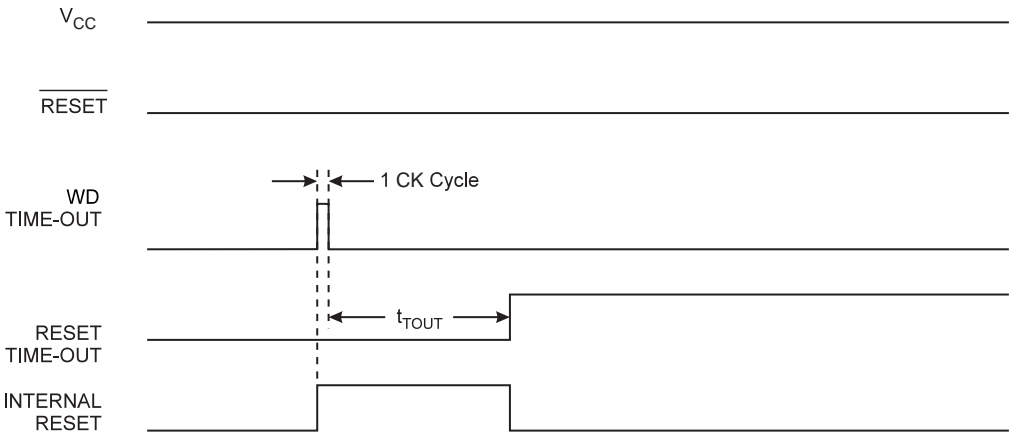 VCC
RESET
1 CK Cycle
WD
TIME-OUT
tTOUT
RESET
TIME-OUT
INTERNAL
RESET